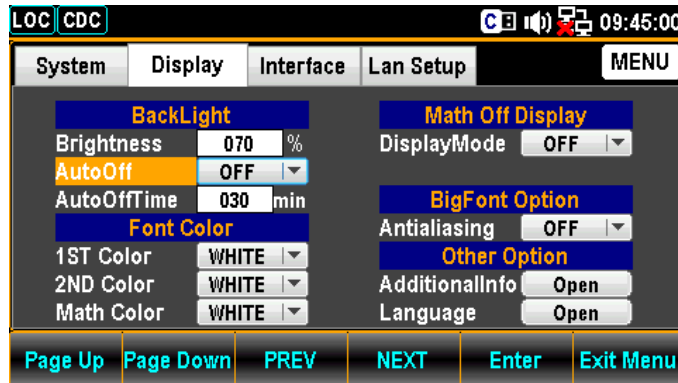 LOC CDC C 09:45:00
System Display Interface Lan Setup MENU
BackLight
Brightness 070 %
AutoOff OFF
AutoOffTime 030 min
Font Color
1ST Color WHITE
2ND Color WHITE
Math Color WHITE
Math Off Display
DisplayMode OFF
BigFont Option
Antialiasing OFF
Other Option
AdditionalInfo Open
Language Open
Page Up Page Down PREV NEXT Enter Exit Menu